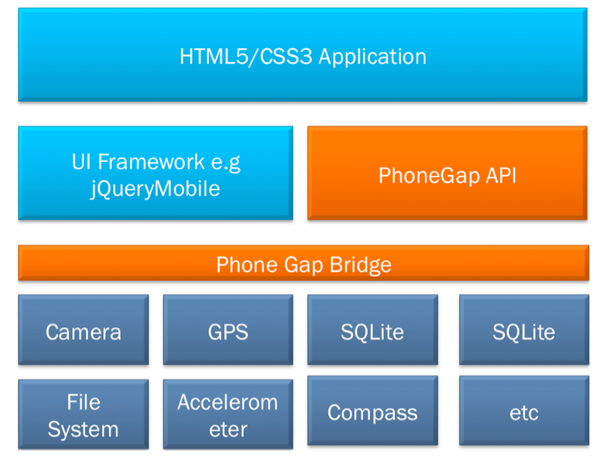 HTML5/CSS3 Application
UI Framework e.g
jQueryMobile
PhoneGap API
Phone Gap Bridge
Camera
GPS
SQLite
SQLite
File
System
Accelerom
eter
Compass
etc